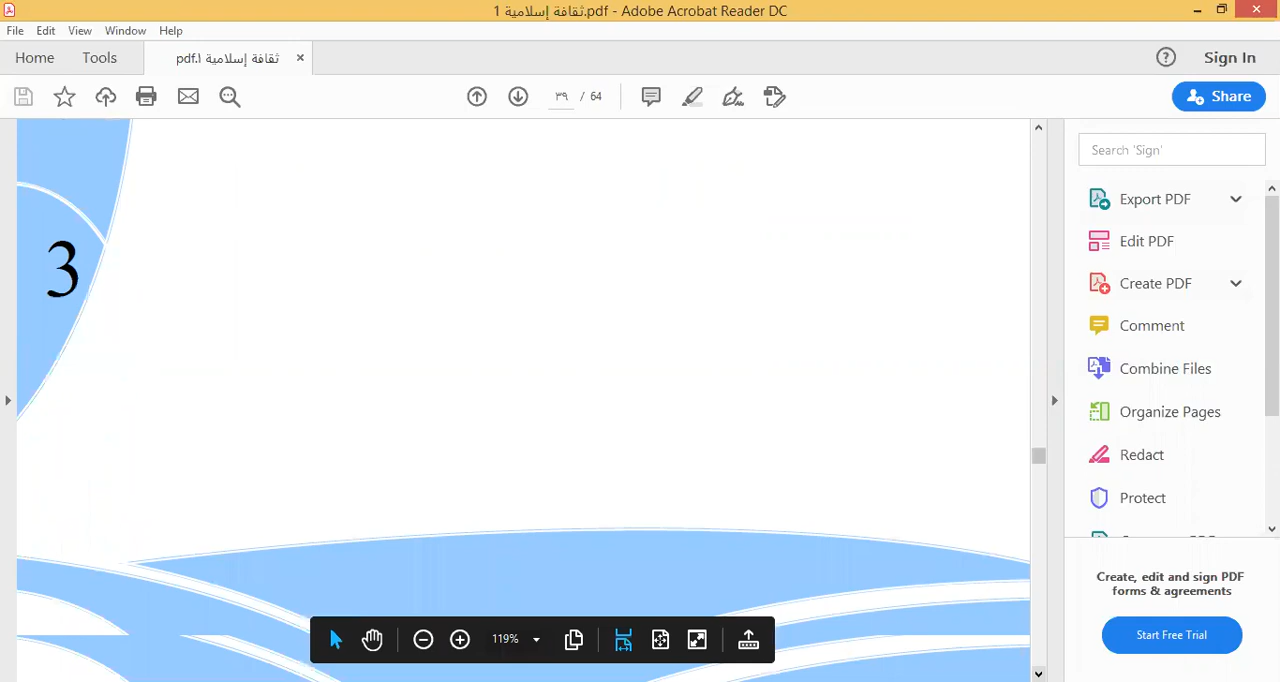 ثقافة إسلامية 1.pdf - Adobe Acrobat Reader DC
File Edit View Window Help
Home Tools ثقافة إسلامية ١.pdf × ? Sign In
٣٩ / 64
Share
3
Search 'Sign'
Export PDF
Edit PDF
Create PDF
Comment
Combine Files
Organize Pages
Redact
Protect
Create, edit and sign PDF
forms & agreements
Start Free Trial
119%